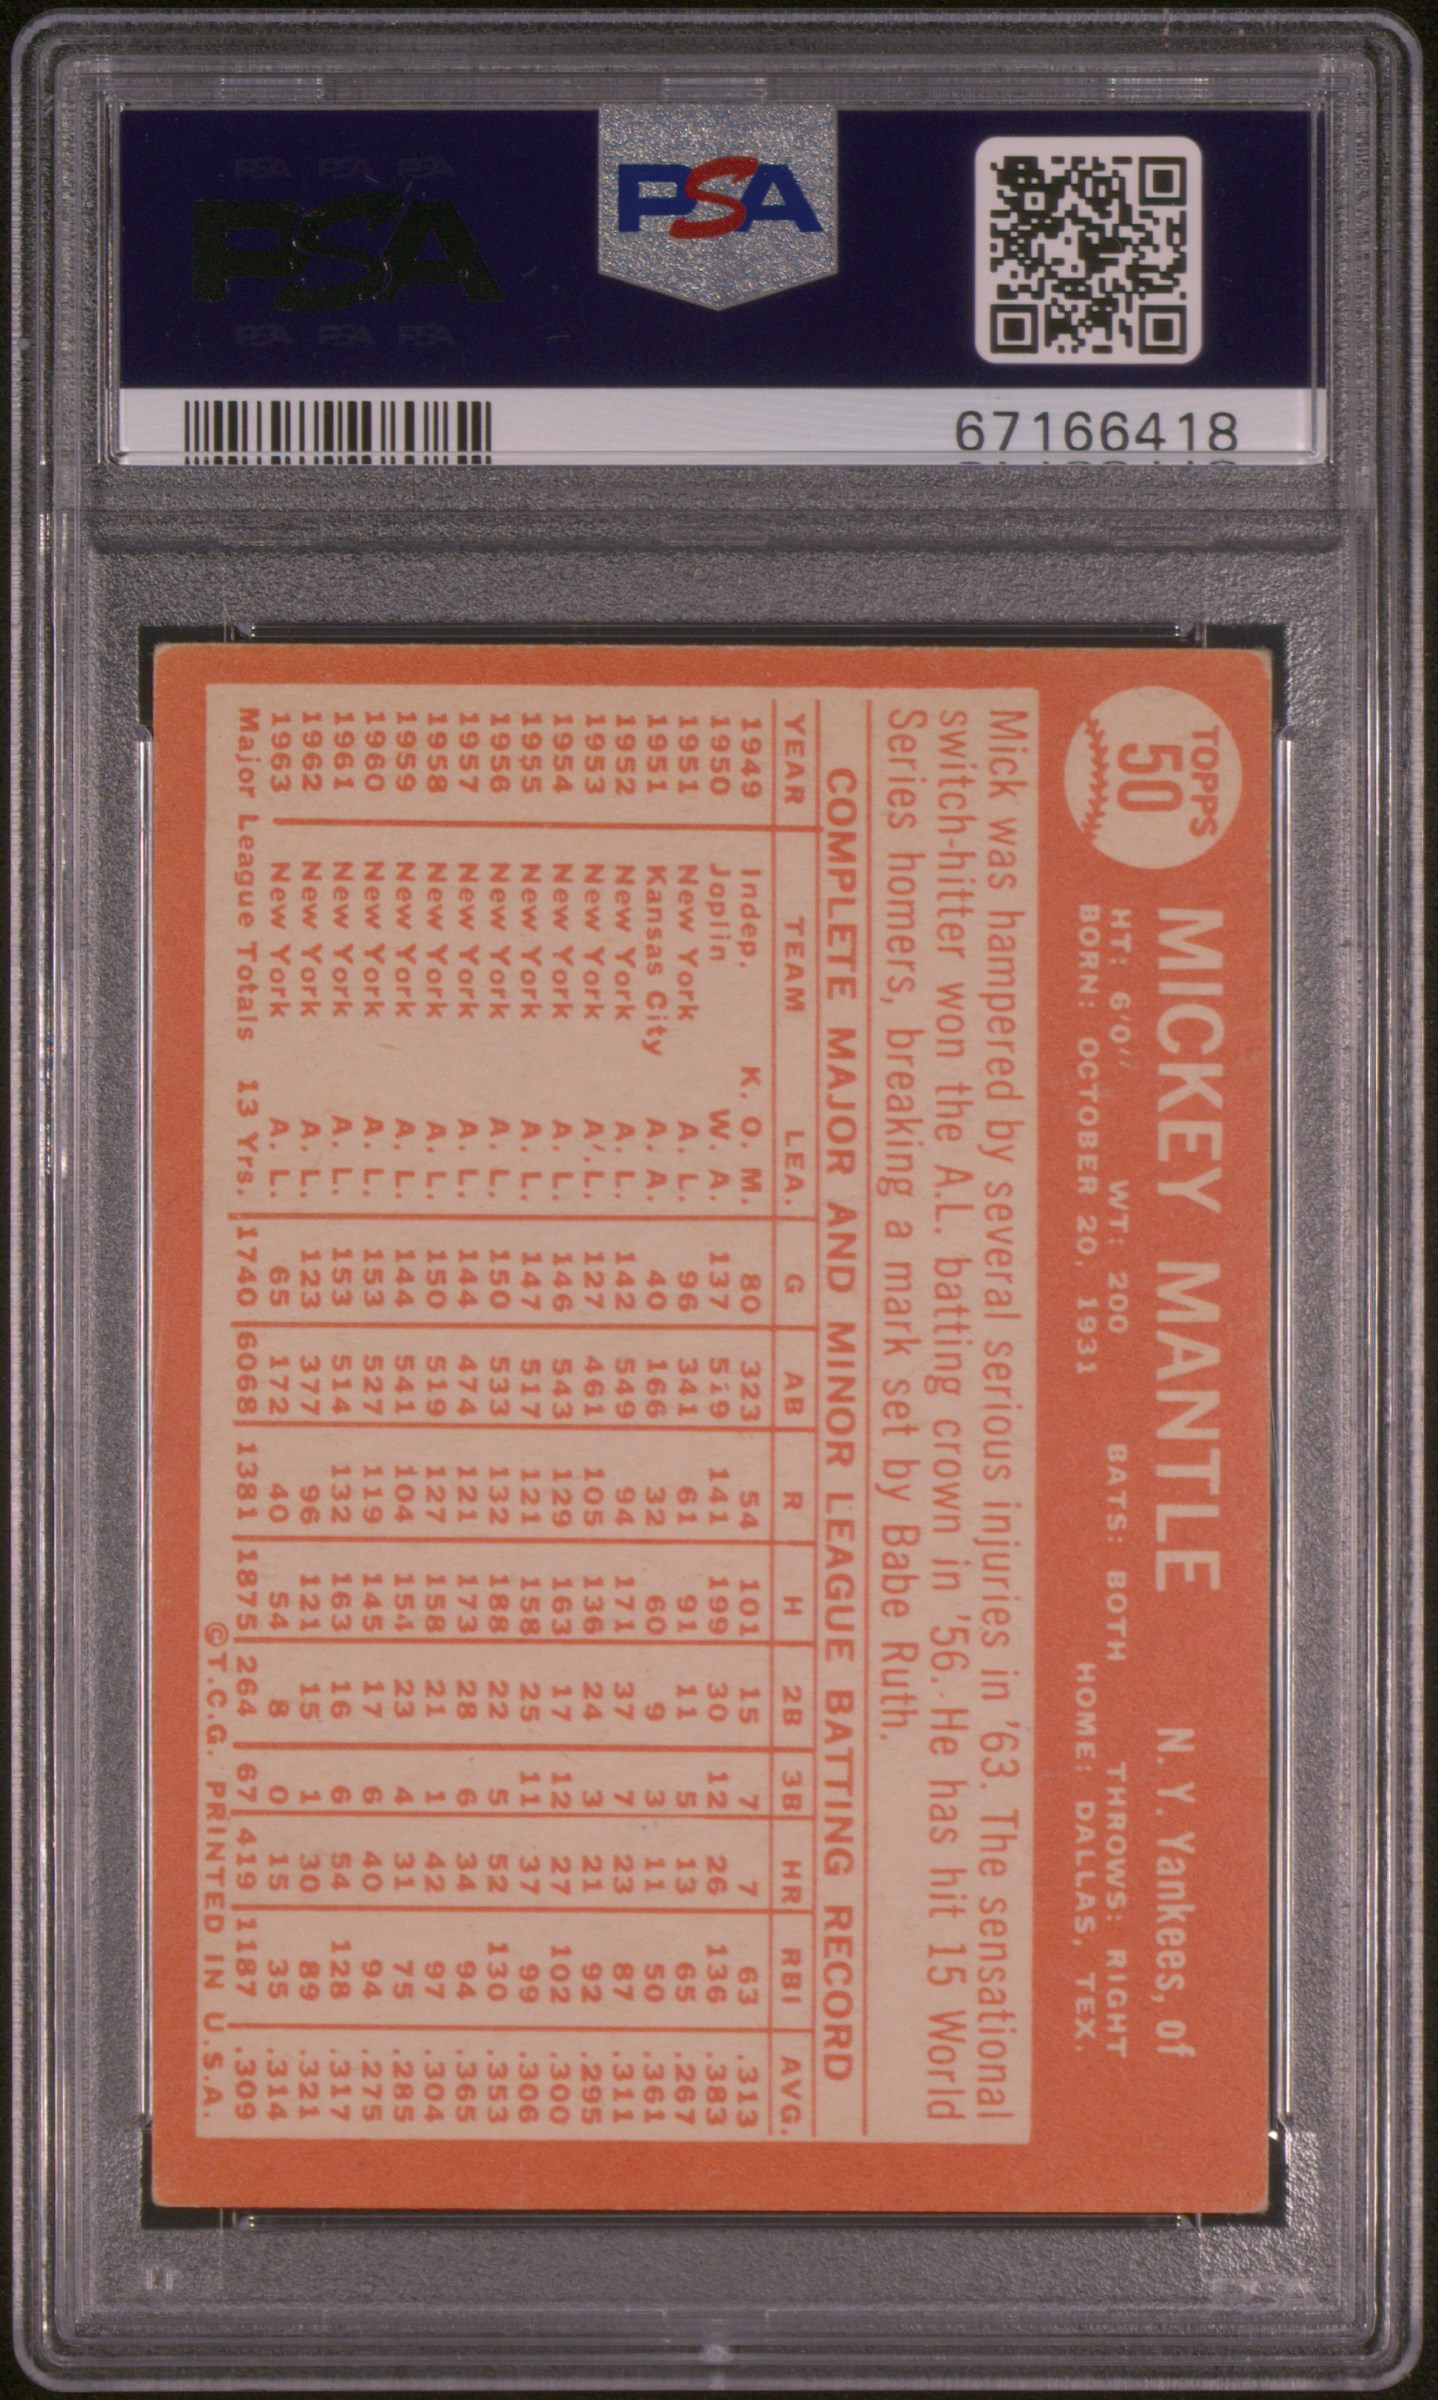 PSA PSA PSA
PSA
PSA PSA PSA
PSA
67166418
TOPPS
50
MICKEY MANTLE N. Y. Yankees, of
HT: 6'0" WT: 200 BATS: BOTH THROWS: RIGHT
BORN: OCTOBER 20, 1931 HOME: DALLAS, TEX.
Mick was hampered by several serious injuries in '63. The sensational
switch-hitter won the A.L. batting crown in '56. He has hit 15 World
Series homers, breaking a mark set by Babe Ruth.
COMPLETE MAJOR AND MINOR LEAGUE BATTING RECORD
YEAR TEAM LEA. G AB R H 2B 3B HR RBI AVG.
1949 Indep. K. O. M. 80 323 54 101 15 7 7 63 .313
1950 Joplin W. A. 137 519 141 199 30 12 26 136 .383
1951 New York A. L. 96 341 61 91 11 5 13 65 .267
1951 Kansas City A. A. 40 166 32 60 9 3 11 50 .361
1952 New York A. L. 142 549 94 171 37 7 23 87 .311
1953 New York A. L. 127 461 105 136 24 3 21 92 .295
1954 New York A. L. 146 543 129 163 17 12 27 102 .300
1955 New York A. L. 147 517 121 158 25 11 37 99 .306
1956 New York A. L. 150 533 132 188 22 5 52 130 .353
1957 New York A. L. 144 474 121 173 28 6 34 94 .365
1958 New York A. L. 150 519 127 158 21 1 42 97 .304
1959 New York A. L. 144 541 104 154 23 4 31 75 .285
1960 New York A. L. 153 527 119 145 17 6 40 94 .275
1961 New York A. L. 153 514 132 163 16 6 54 128 .317
1962 New York A. L. 123 377 96 121 15 1 30 89 .321
1963 New York A. L. 65 172 40 54 8 0 15 35 .314
Major League Totals 13 Yrs. 1740 6068 1381 1875 264 67 419 1187 .309
©T.C.G. PRINTED IN U.S.A.